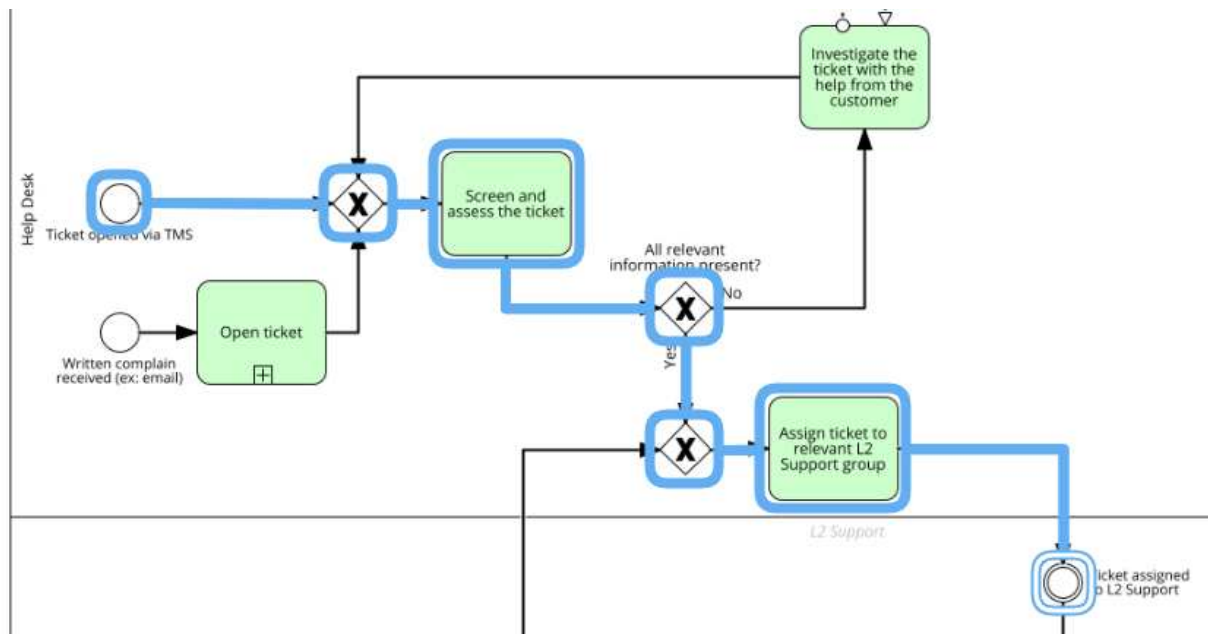 Investigate the
ticket with the
help from the
customer
Help Desk
X
Screen and
assess the ticket
Ticket opened via TMS
All relevant
information present?
X
No
Open ticket
Written complain
received (ex: email)
Yes
X
Assign ticket to
relevant L2
Support group
L2 Support
icket assigned
o L2 Support